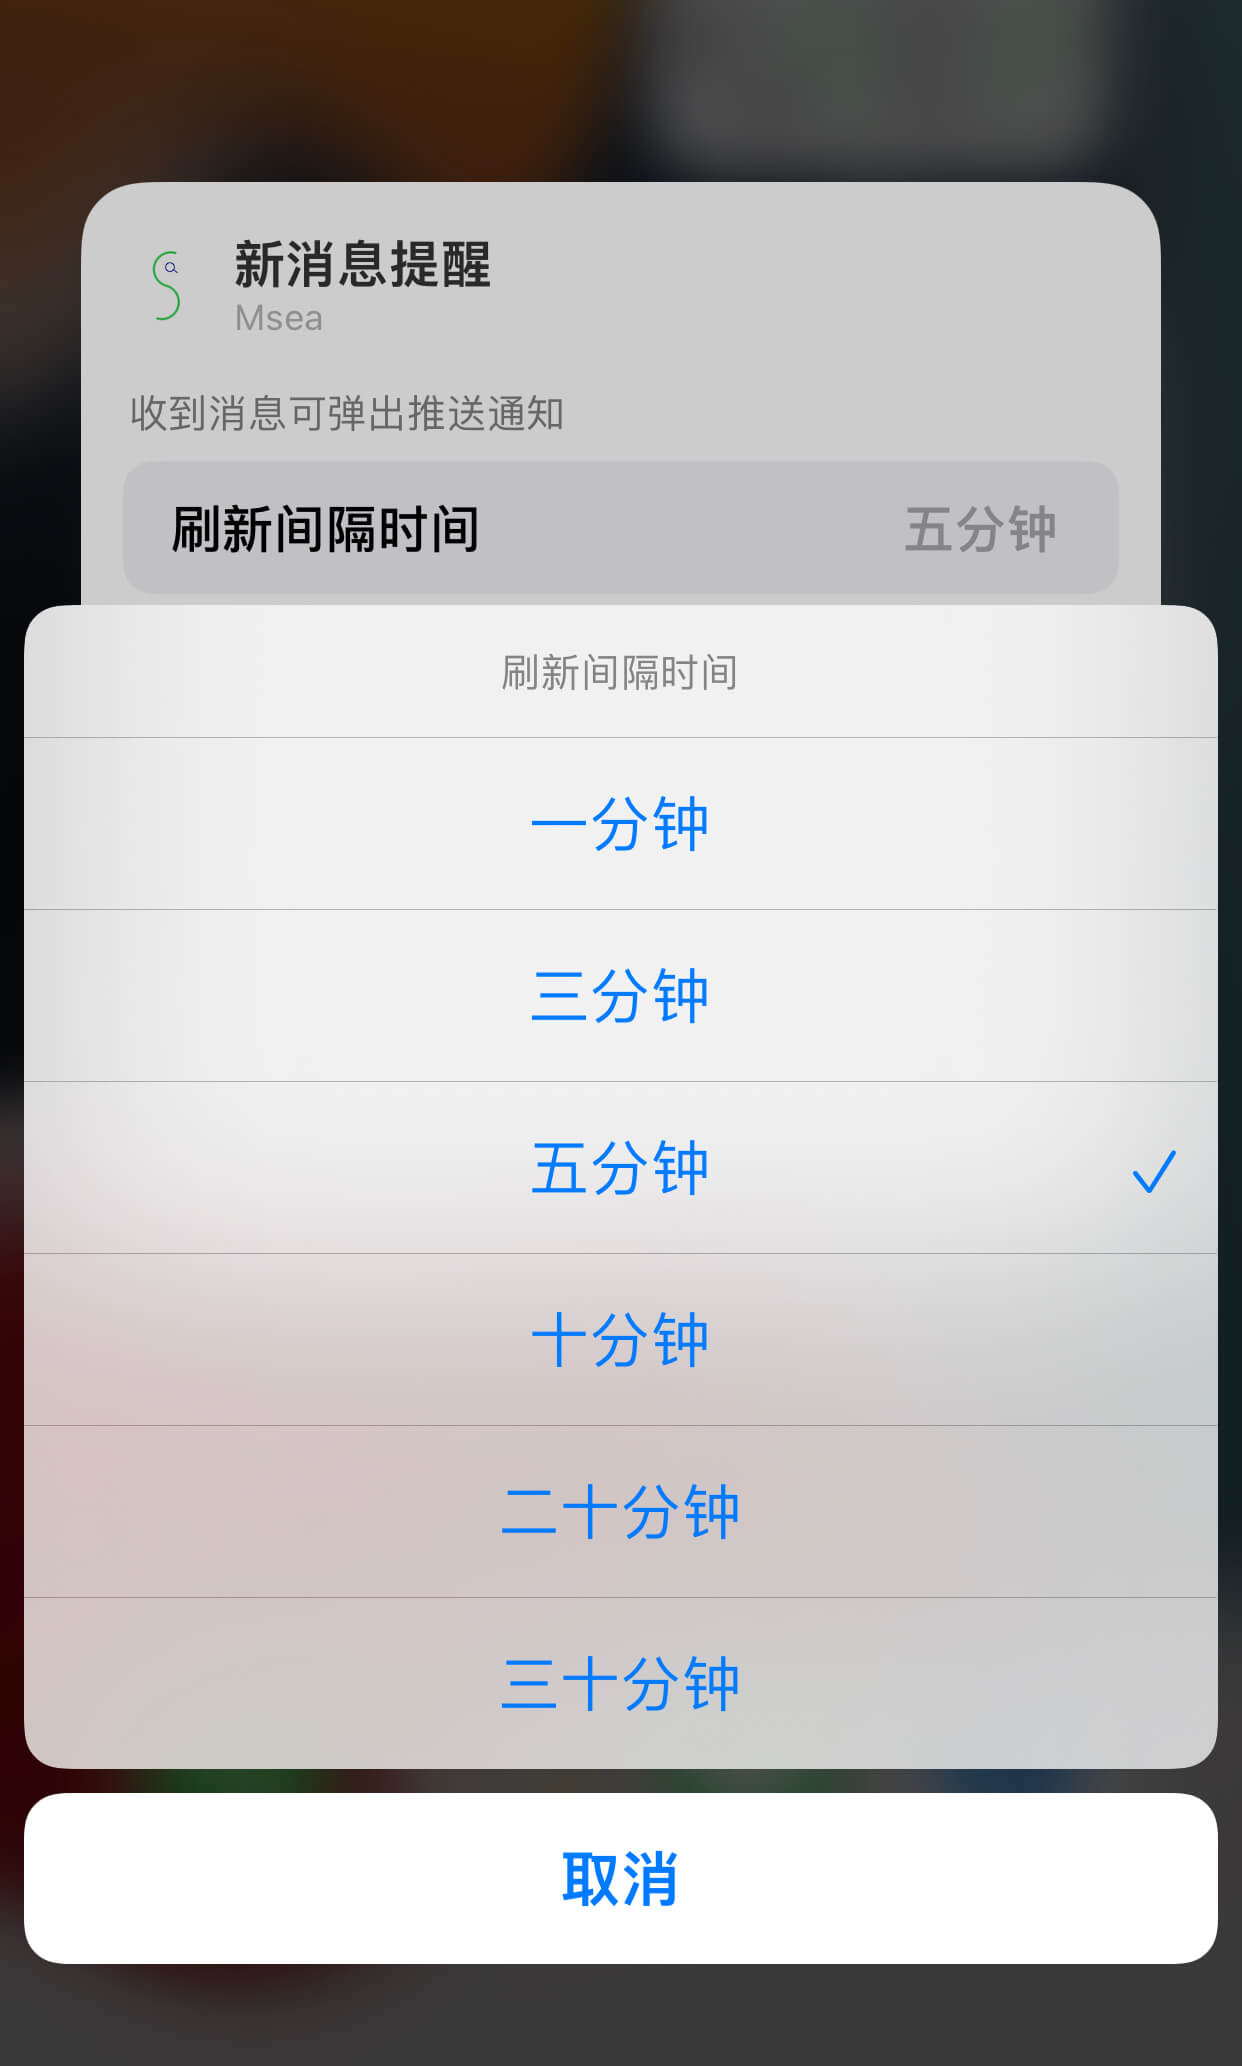 新消息提醒
Msea
收到消息可弹出推送通知
刷新间隔时间 五分钟
刷新间隔时间
一分钟
三分钟
五分钟
十分钟
二十分钟
三十分钟
取消